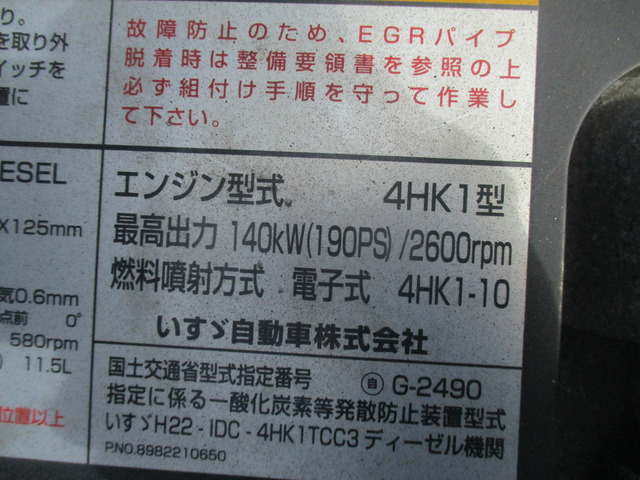 り。
を取り外
イッチを
置に
故障防止のため、EGRパイプ
脱着時は整備要領書を参照の上
必ず組付け手順を守って作業し
て下さい。
ESEL
X125mm
気0.6mm
点前 0°
580rpm
11.5L
位置以上
エンジン型式 4HK1型
最高出力 140kW(190PS)/2600rpm
燃料噴射方式 電子式 4HK1-10
いすゞ自動車株式会社
国土交通省型式指定番号 ㊂ G-2490
指定に係る一酸化炭素等発散防止装置型式
いすゞH22-IDC-4HK1TCC3ディーゼル機関
P.NO.8982210650